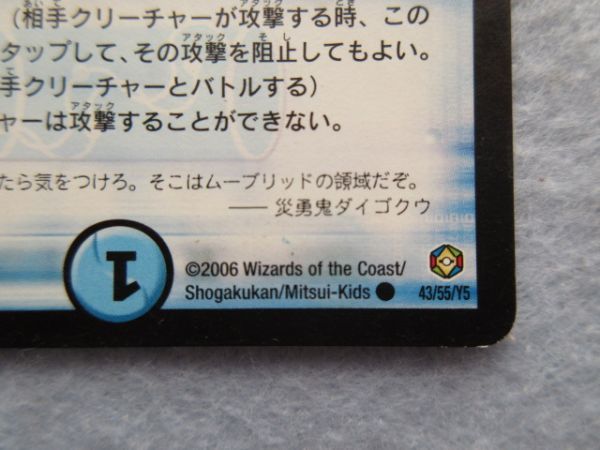 （相手クリーチャーが攻撃する時、この
タップして、その攻撃を阻止してもよい。
手クリーチャーとバトルする）
ャーは攻撃することができない。
たら気をつけろ。そこはムーブリッドの領域だぞ。
―― 災勇鬼ダイゴクウ
1
©2006 Wizards of the Coast/
Shogakukan/Mitsui-Kids ●
43/55/Y5